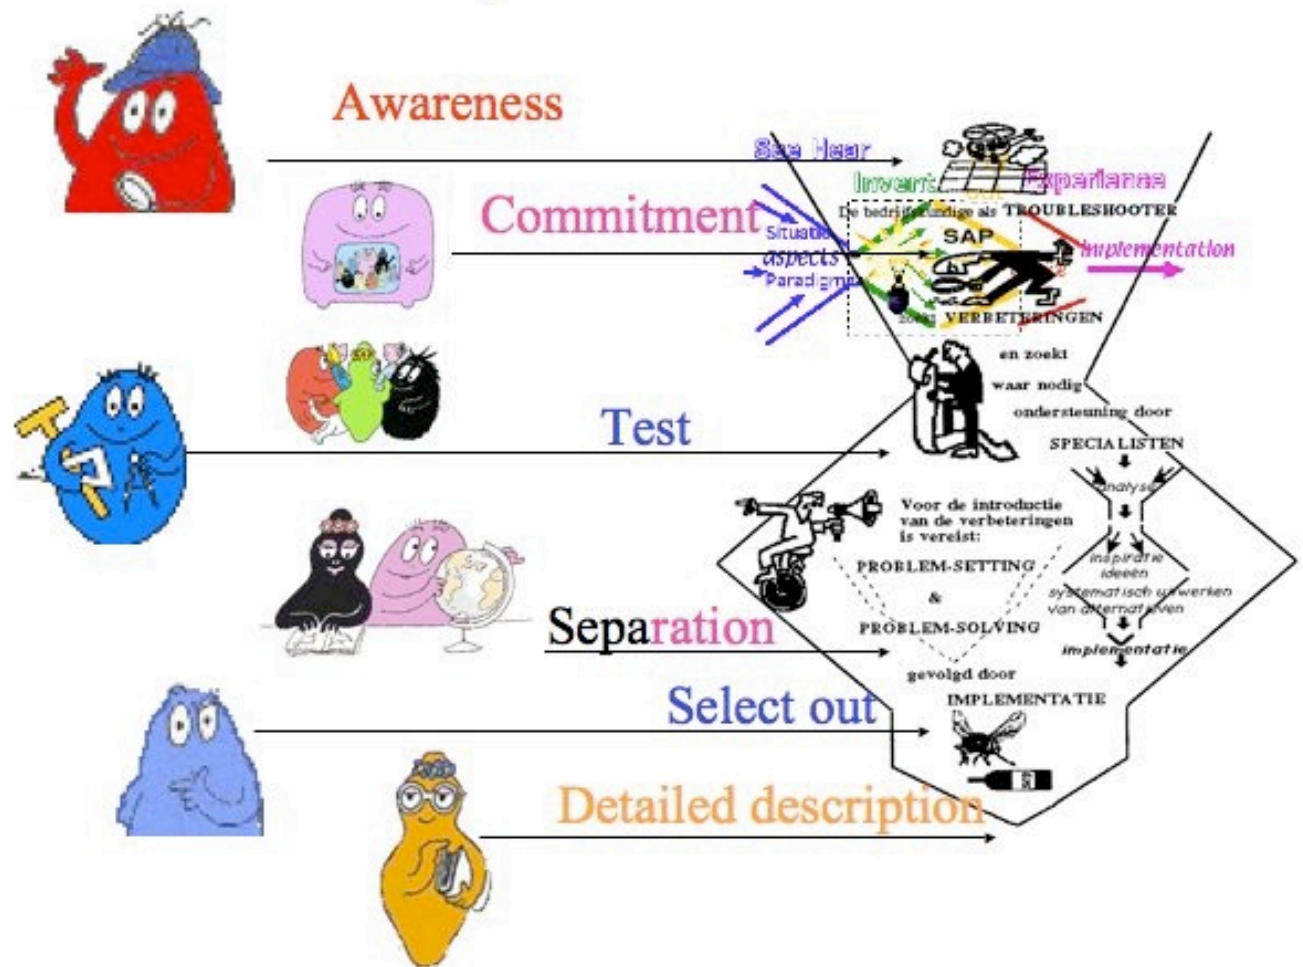 Awareness
See Hear
Invent
Experience
Commitment
De bedrijfskundige als TROUBLESHOOTER
Situatie
SAP
aspects
implementation
Paradigma
zoekt VERBETERINGEN
en zoekt
waar nodig
ondersteuning door
SPECIALISTEN
Test
analyse
Voor de introductie
van de verbeteringen
is vereist:
PROBLEM-SETTING
&
PROBLEM-SOLVING
inspiratie
ideeën
systematisch uitwerken
van alternatieven
implementatie
Separation
gevolgd door
IMPLEMENTATIE
Select out
Detailed description